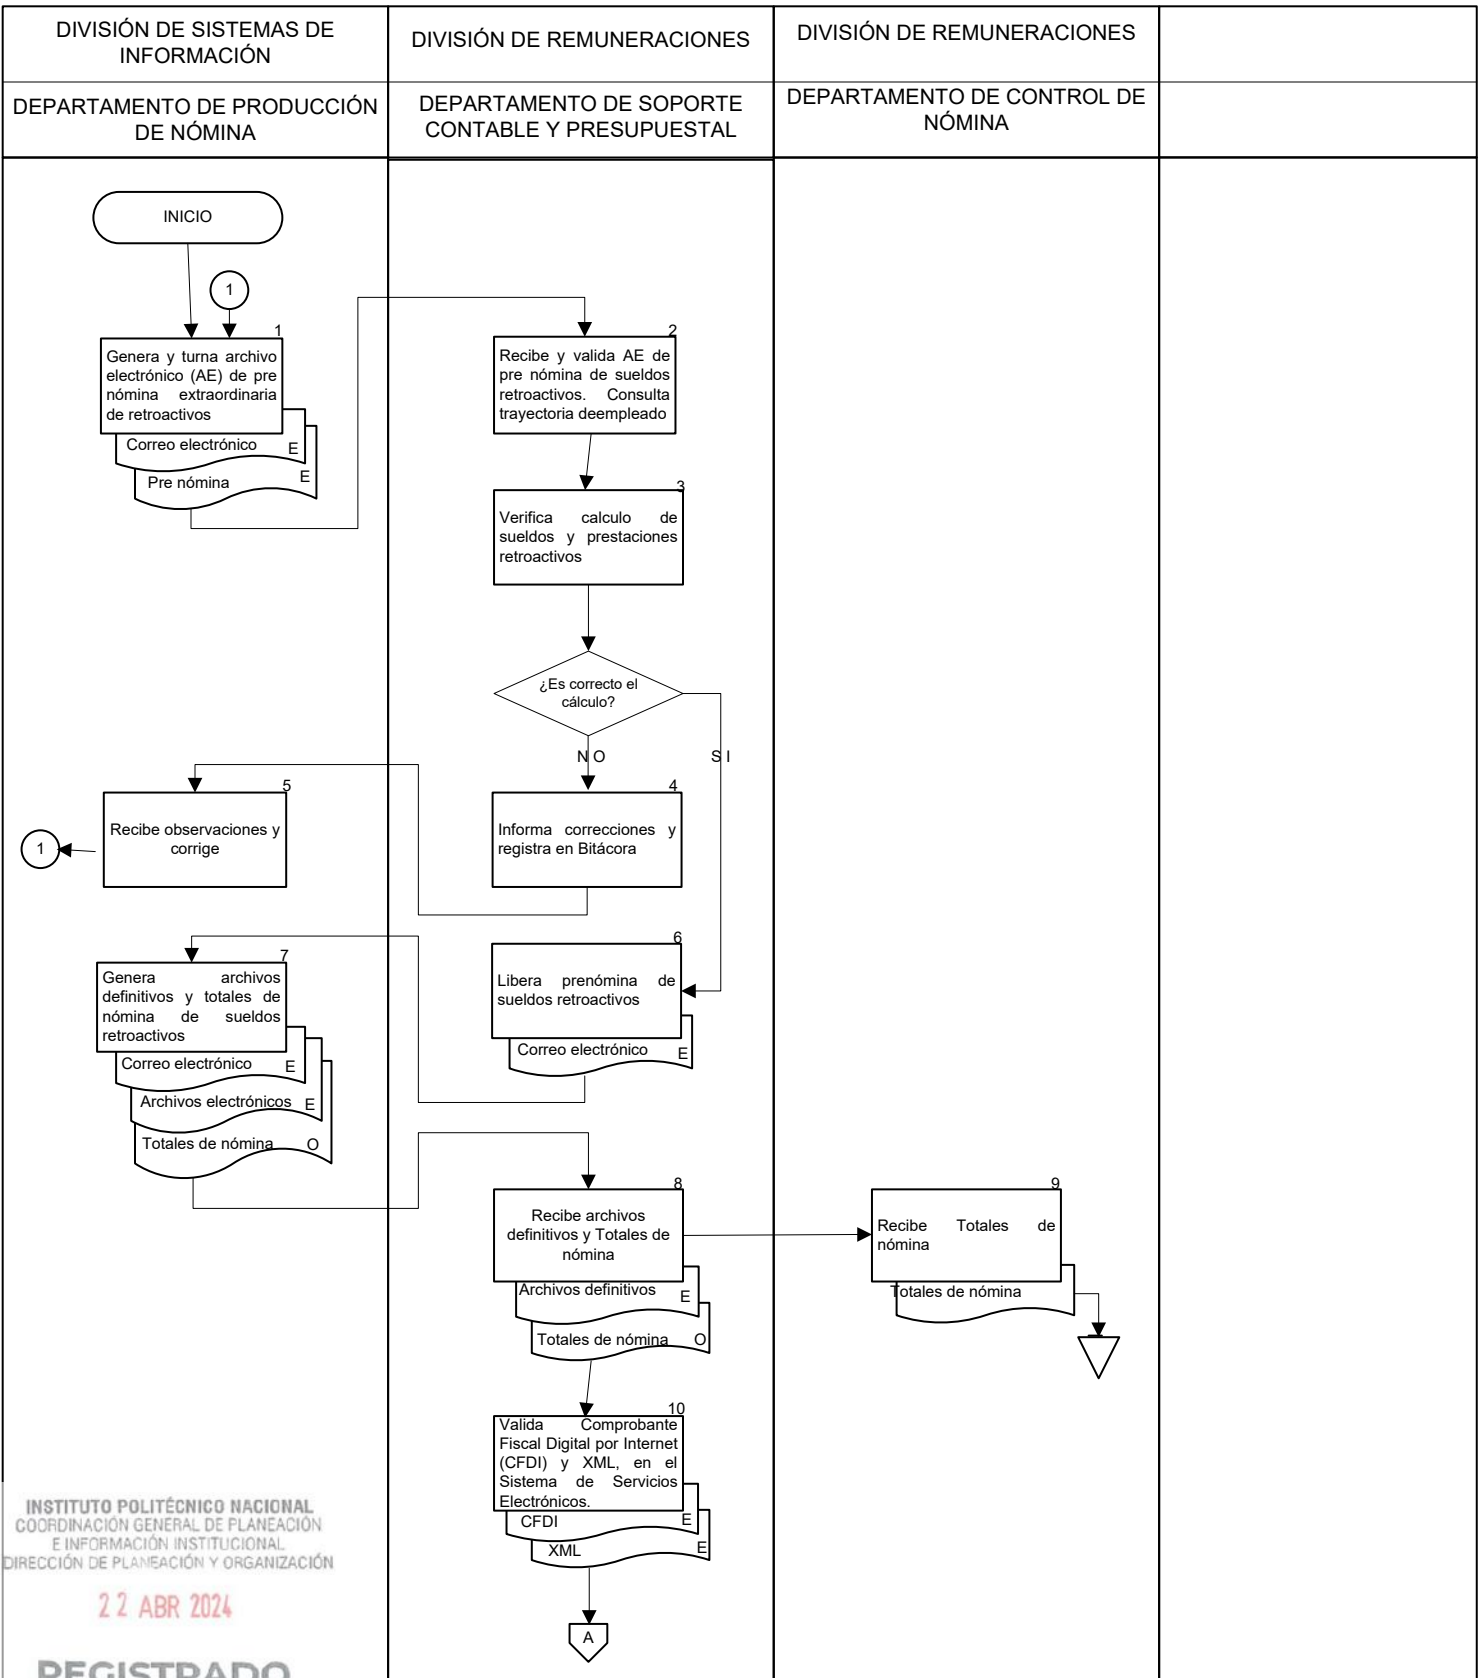 DIVISIÓN DE SISTEMAS DE
INFORMACIÓN
DIVISIÓN DE REMUNERACIONES
DIVISIÓN DE REMUNERACIONES
DEPARTAMENTO DE PRODUCCIÓN
DE NÓMINA
DEPARTAMENTO DE SOPORTE
CONTABLE Y PRESUPUESTAL
DEPARTAMENTO DE CONTROL DE
NÓMINA
INICIO
1
1
Genera y turna archivo
electrónico (AE) de pre
nómina extraordinaria
de retroactivos
Correo electrónico E
Pre nómina E
2
Recibe y valida AE de
pre nómina de sueldos
retroactivos. Consulta
trayectoria deempleado
3
Verifica calculo de
sueldos y prestaciones
retroactivos
¿Es correcto el
cálculo?
N O
S I
5
Recibe observaciones y
corrige
1
4
Informa correcciones y
registra en Bitácora
6
Libera prenómina de
sueldos retroactivos
Correo electrónico E
7
Genera archivos
definitivos y totales de
nómina de sueldos
retroactivos
Correo electrónico E
Archivos electrónicos E
Totales de nómina O
8
Recibe archivos
definitivos y Totales de
nómina
Archivos definitivos E
Totales de nómina O
9
Recibe Totales de
nómina
Totales de nómina
10
Valida Comprobante
Fiscal Digital por Internet
(CFDI) y XML, en el
Sistema de Servicios
Electrónicos.
CFDI E
XML E
A
INSTITUTO POLITÉCNICO NACIONAL
COORDINACIÓN GENERAL DE PLANEACIÓN
E INFORMACIÓN INSTITUCIONAL
DIRECCIÓN DE PLANEACIÓN Y ORGANIZACIÓN
22 ABR 2024
REGISTRADO